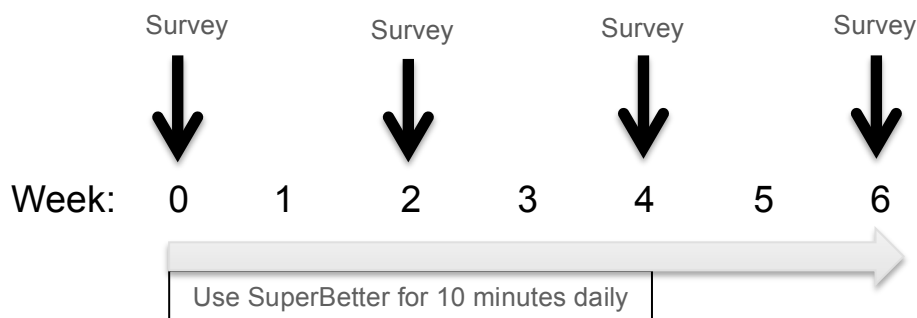 Survey Survey Survey Survey
Week: 0 1 2 3 4 5 6
Use SuperBetter for 10 minutes daily